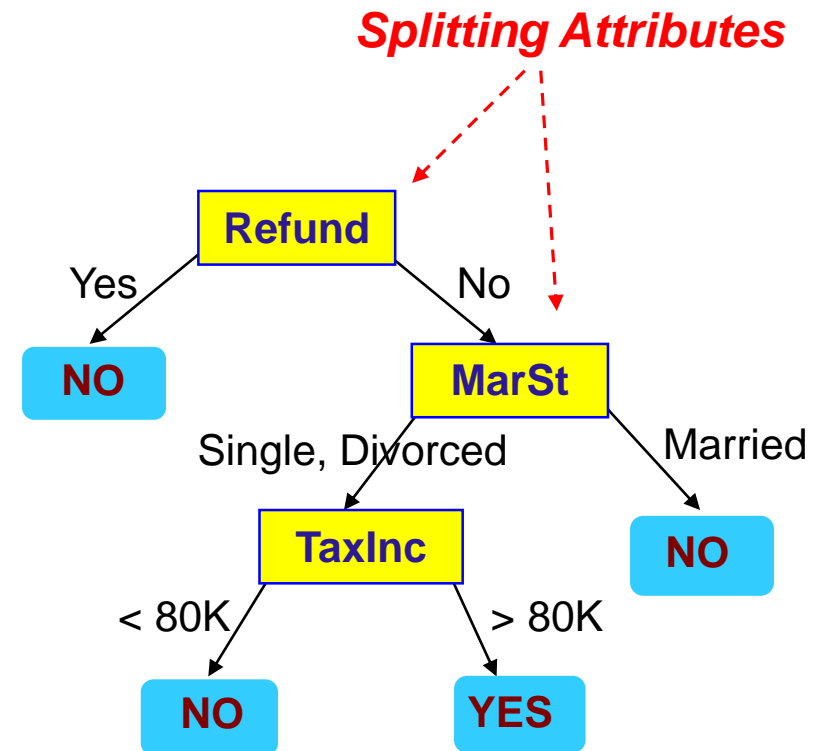 Splitting Attributes
Refund
Yes
No
NO
MarSt
Single, Divorced
Married
TaxInc
NO
< 80K
> 80K
NO
YES